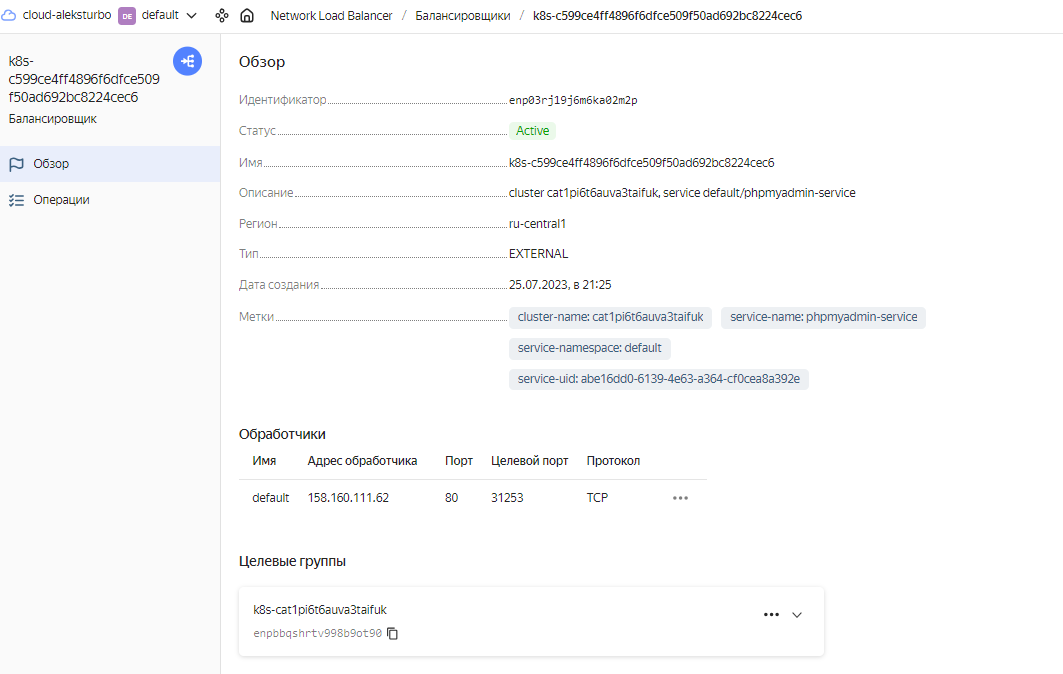 cloud-aleksturbo DE default Network Load Balancer / Балансировщики / k8s-c599ce4ff4896f6dfce509f50ad692bc8224cec6
k8s-
c599ce4ff4896f6dfce509
f50ad692bc8224cec6
Балансировщик
Обзор
Операции
Обзор
Идентификатор enp03rj19j6m6ka02m2p
Статус Active
Имя k8s-c599ce4ff4896f6dfce509f50ad692bc8224cec6
Описание cluster cat1pi6t6auva3taifuk, service default/phpmyadmin-service
Регион ru-central1
Тип EXTERNAL
Дата создания 25.07.2023, в 21:25
Метки cluster-name: cat1pi6t6auva3taifuk service-name: phpmyadmin-service
service-namespace: default
service-uid: abe16dd0-6139-4e63-a364-cf0cea8a392e
Обработчики
Имя Адрес обработчика Порт Целевой порт Протокол
default 158.160.111.62 80 31253 TCP
Целевые группы
k8s-cat1pi6t6auva3taifuk
enpbbqshrtv998b9ot90